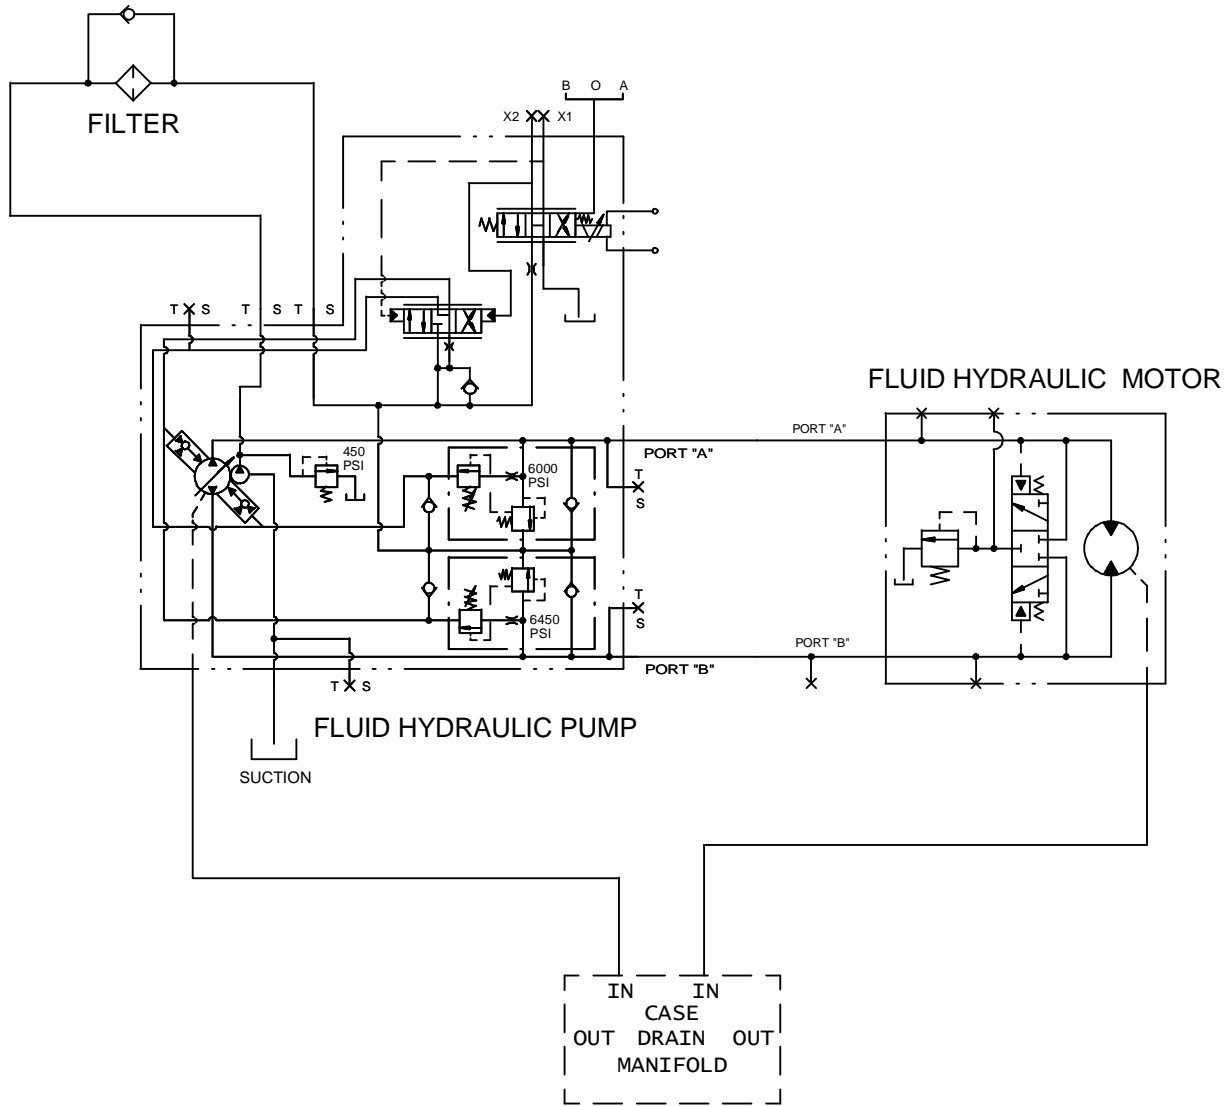 FILTER
B O A
X2 X1
T S T S T S
FLUID HYDRAULIC MOTOR
PORT "A"
PORT "A"
450
PSI
6000
PSI
T
S
6450
PSI
T
S
PORT "B"
PORT "B"
T S
FLUID HYDRAULIC PUMP
SUCTION
IN IN
CASE
OUT DRAIN OUT
MANIFOLD